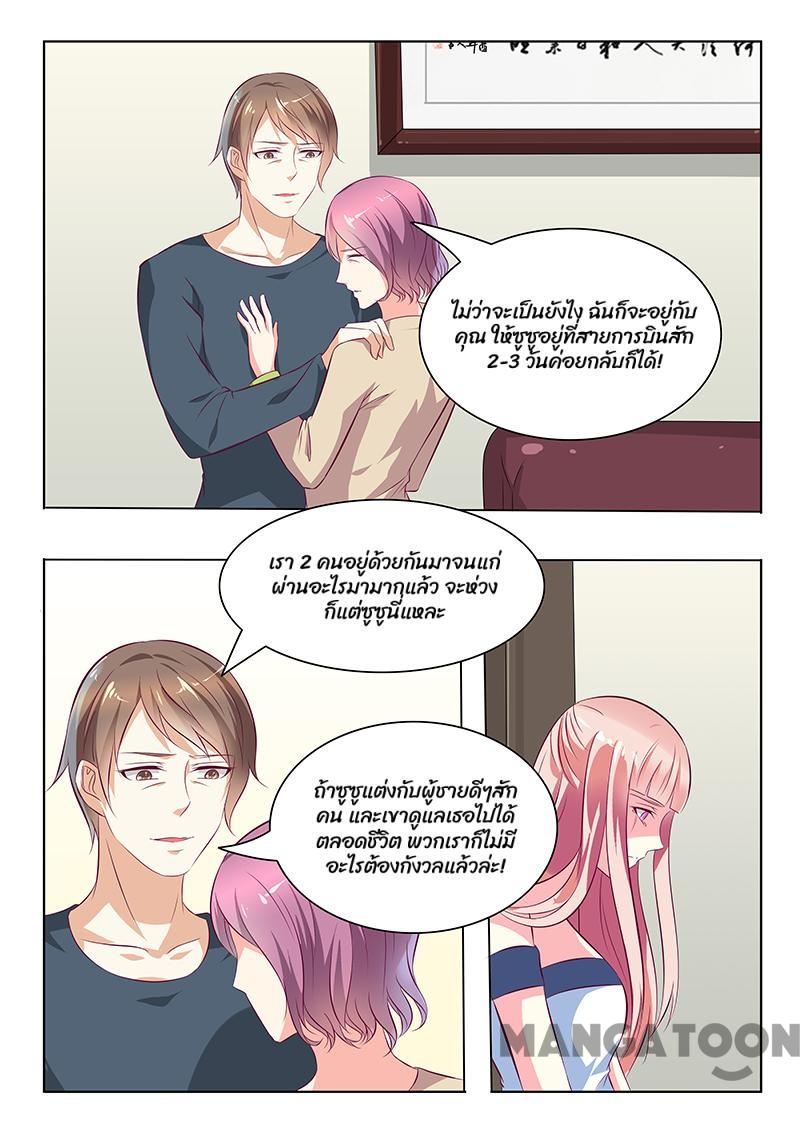 ไม่ว่าจะเป็นยังไง ฉันก็จะอยู่กับ
คุณ ให้ซูซูอยู่ที่สายการบินสัก
2-3 วันค่อยกลับก็ได้!
เรา 2 คนอยู่ด้วยกันมาจนแก่
ผ่านอะไรมามากแล้ว จะห่วง
ก็แต่ซูซูนี่แหละ
ถ้าซูซูแต่งกับผู้ชายดีๆสัก
คน และเขาดูแลเธอไปได้
ตลอดชีวิต พวกเราก็ไม่มี
อะไรต้องกังวลแล้วล่ะ!
MANGATOON